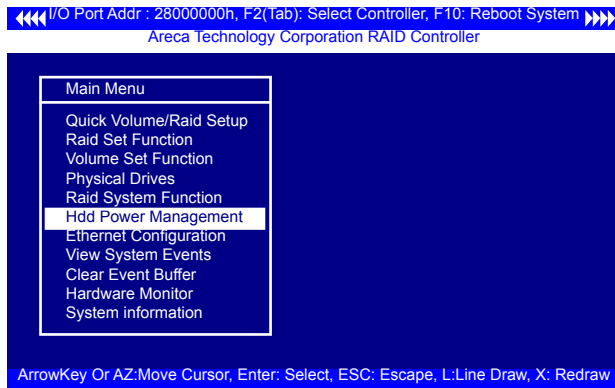 I/O Port Addr : 28000000h, F2(Tab): Select Controller, F10: Reboot System
Areca Technology Corporation RAID Controller
Main Menu
Quick Volume/Raid Setup
Raid Set Function
Volume Set Function
Physical Drives
Raid System Function
Hdd Power Management
Ethernet Configuration
View System Events
Clear Event Buffer
Hardware Monitor
System information
ArrowKey Or AZ:Move Cursor, Enter: Select, ESC: Escape, L:Line Draw, X: Redraw